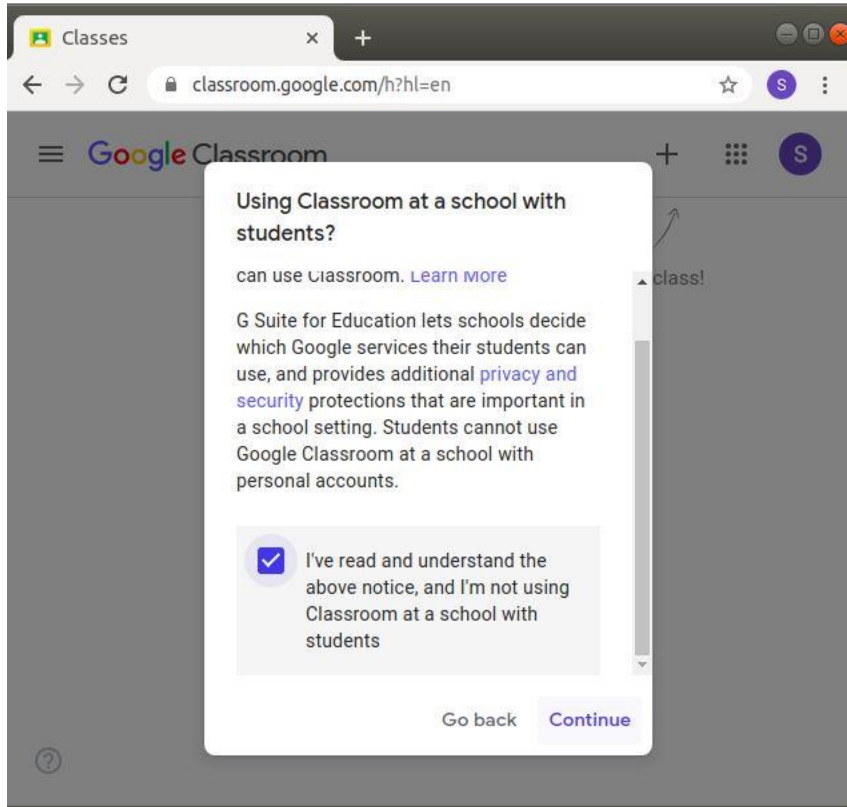 Classes
classroom.google.com/h?hl=en
S
Google Classroom
S
Using Classroom at a school with
students?
can use Classroom. Learn More
class!
G Suite for Education lets schools decide
which Google services their students can
use, and provides additional privacy and
security protections that are important in
a school setting. Students cannot use
Google Classroom at a school with
personal accounts.
I've read and understand the
above notice, and I'm not using
Classroom at a school with
students
Go back Continue